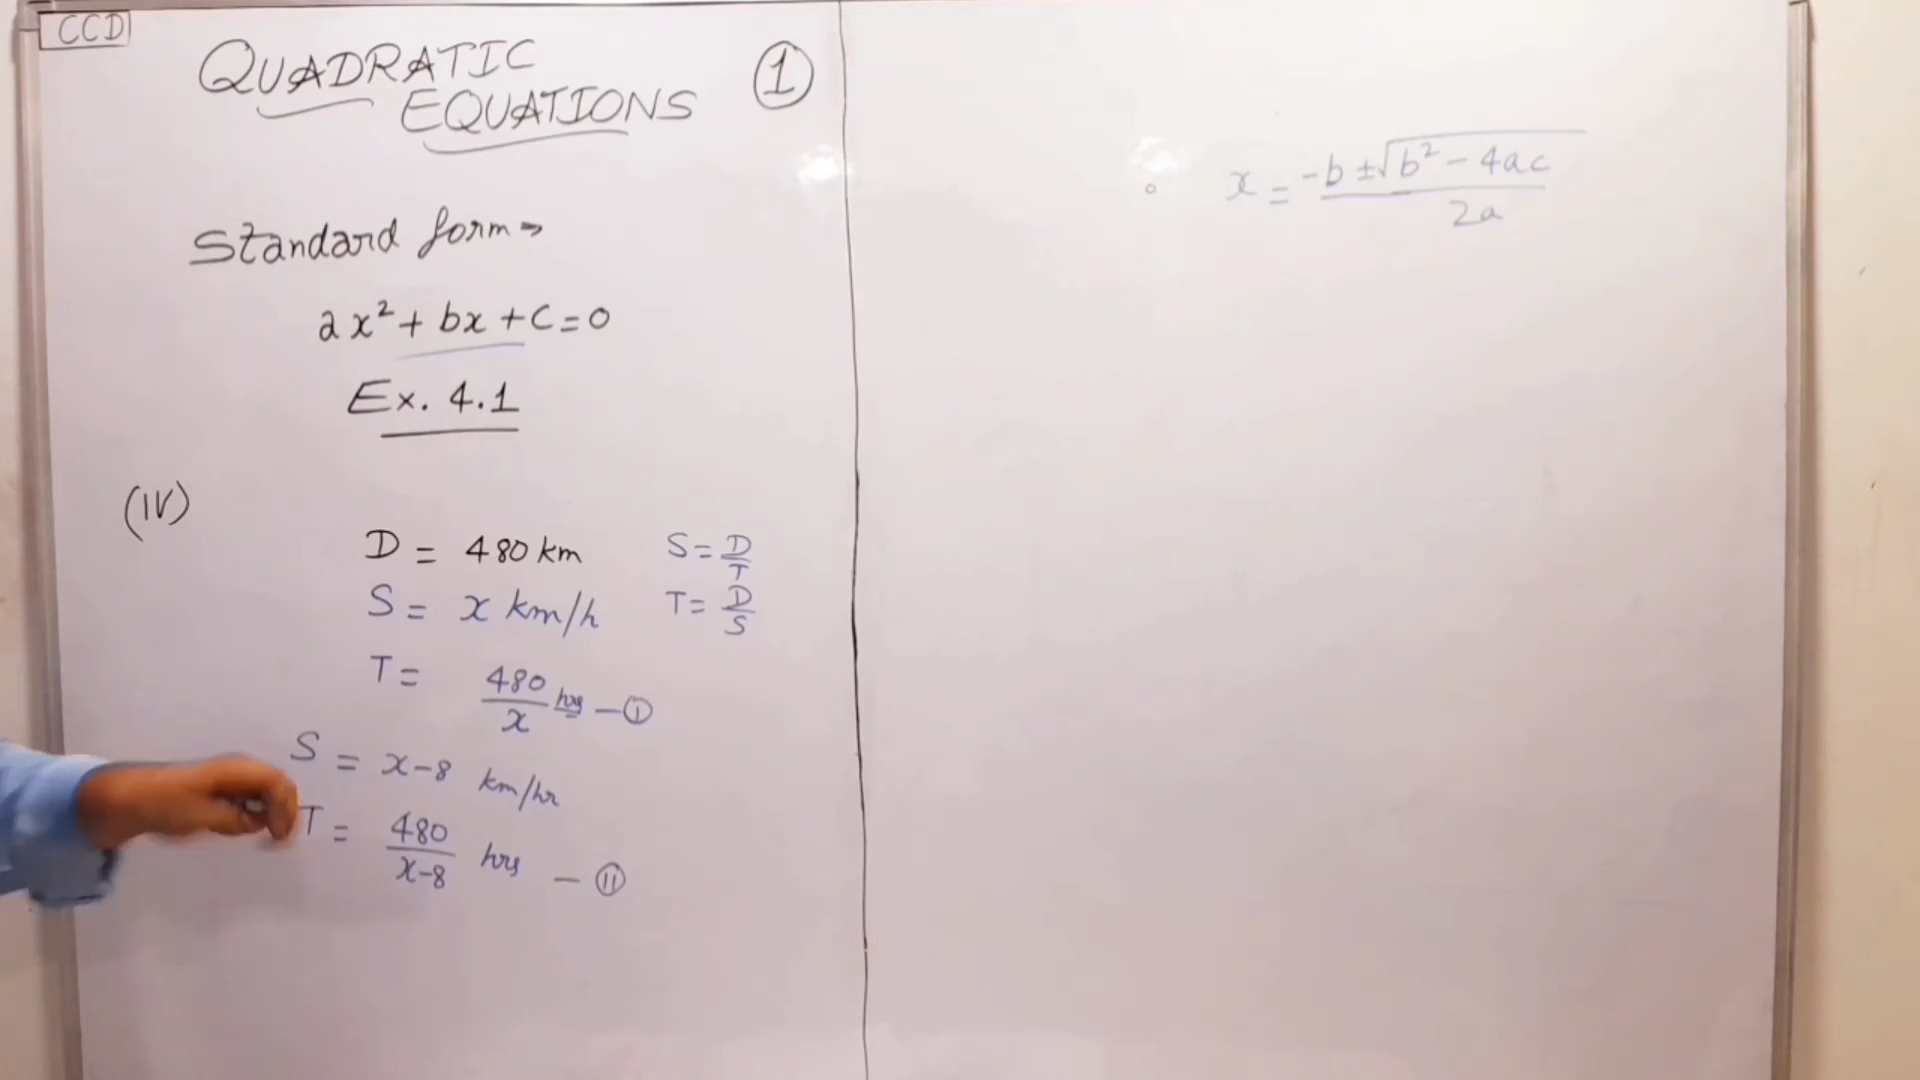 CCD
QUADRATIC
EQUATIONS
1
Standard form →
ax² + bx + c = 0
Ex. 4.1
(IV)
D = 480 km
S = D/T
S = x km/h
T = D/S
T = 480/x hrs — (I)
S = x-8 km/hr
T = 480/x-8 hrs — (II)
x = -b ± √b² - 4ac / 2a